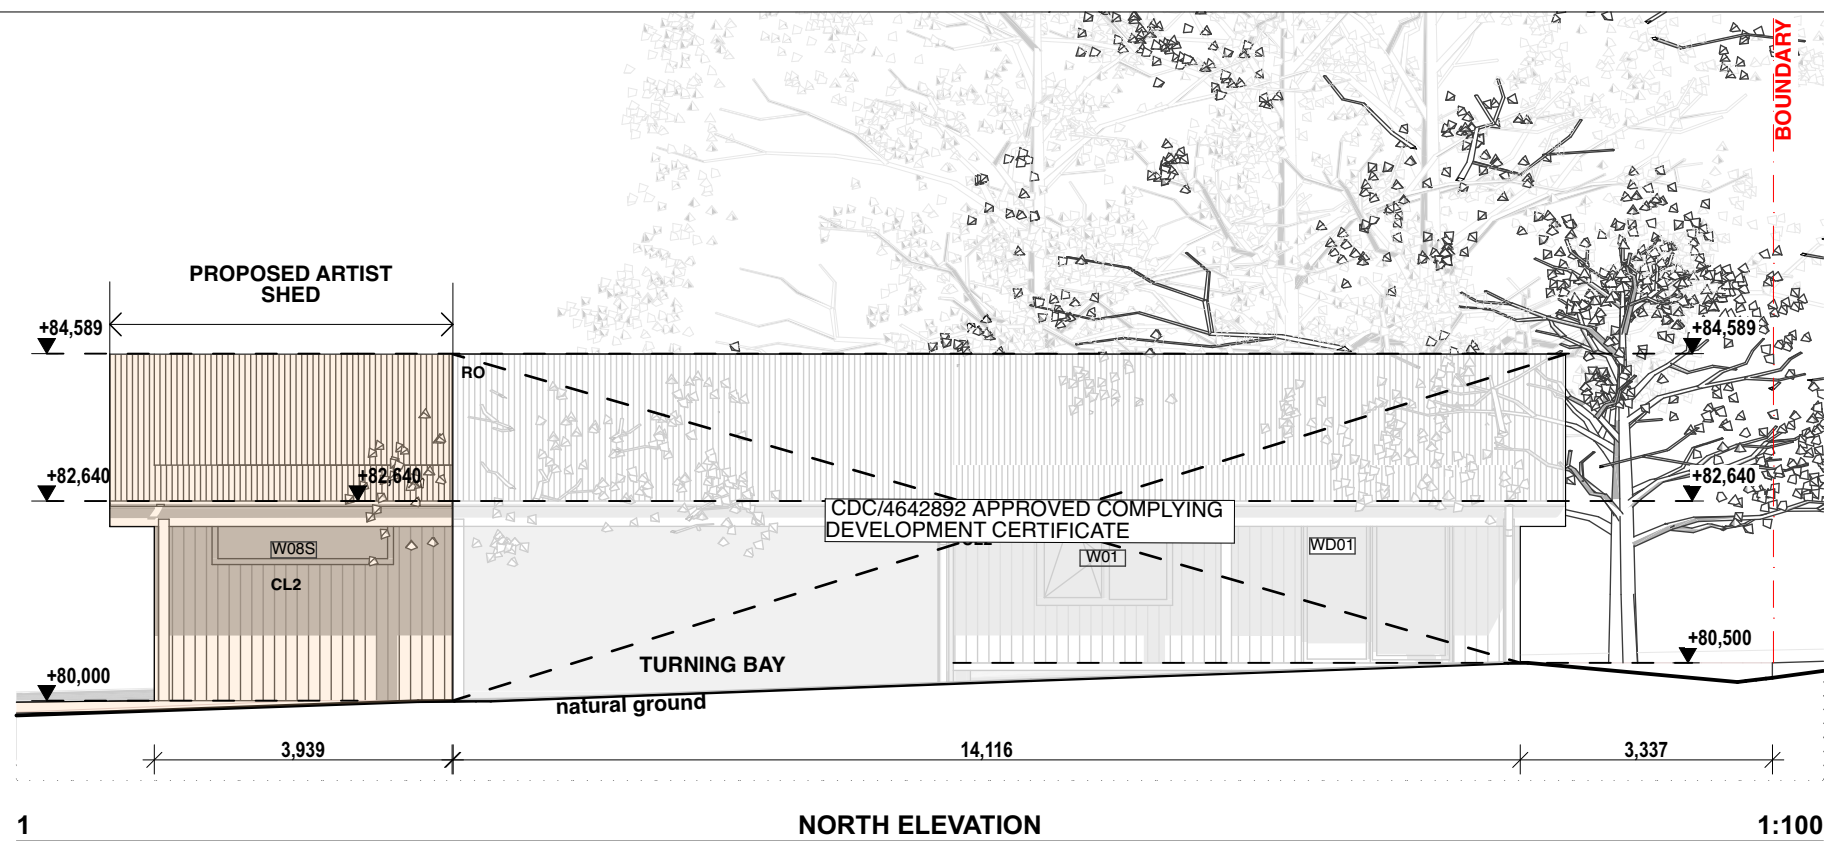 BOUNDARY
PROPOSED ARTIST
SHED
+84,589
+84,589
RO
+82,640
+82,640
+82,640
CDC/4642892 APPROVED COMPLYING
DEVELOPMENT CERTIFICATE
W08S
W01
WD01
CL2
+80,500
TURNING BAY
+80,000
natural ground
3,939
14,116
3,337
1
NORTH ELEVATION
1:100